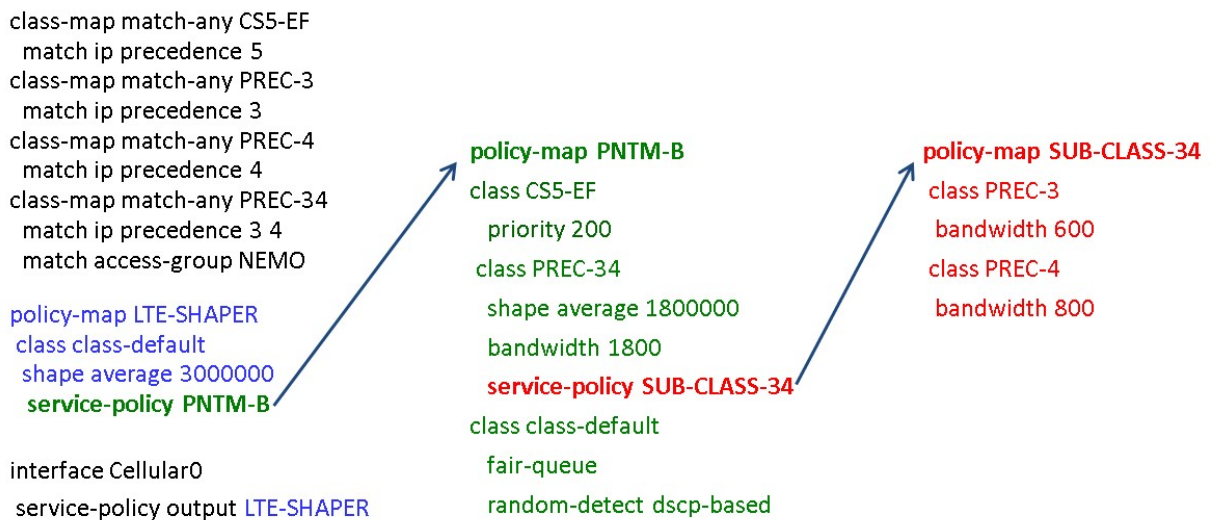 class-map match-any CS5-EF
match ip precedence 5
class-map match-any PREC-3
match ip precedence 3
class-map match-any PREC-4
match ip precedence 4
class-map match-any PREC-34
match ip precedence 3 4
match access-group NEMO
policy-map LTE-SHAPER
class class-default
shape average 3000000
service-policy PNTM-B
interface Cellular0
service-policy output LTE-SHAPER
policy-map PNTM-B
class CS5-EF
priority 200
class PREC-34
shape average 1800000
bandwidth 1800
service-policy SUB-CLASS-34
class class-default
fair-queue
random-detect dscp-based
policy-map SUB-CLASS-34
class PREC-3
bandwidth 600
class PREC-4
bandwidth 800